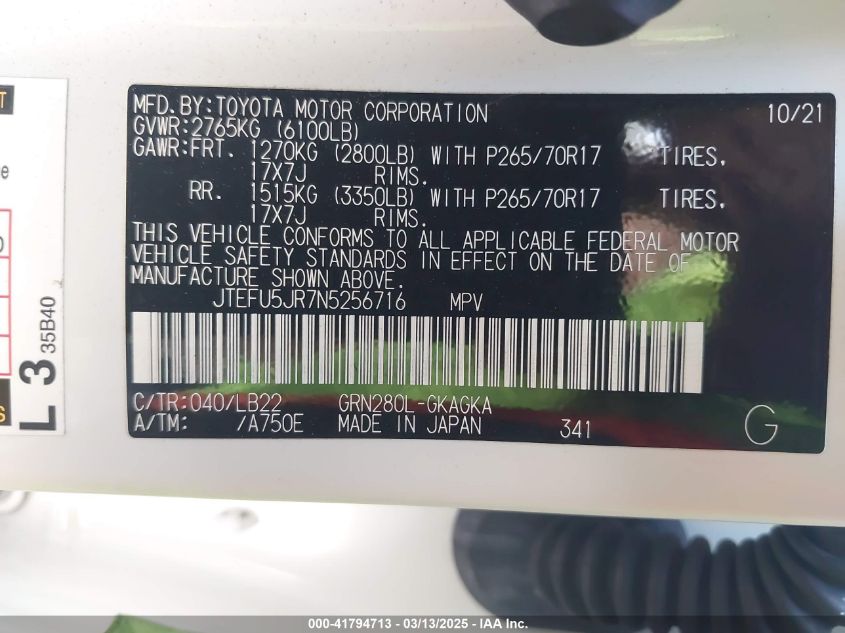 MFD.BY:TOYOTA MOTOR CORPORATION 10/21
GVWR:2765KG (6100LB)
GAWR:FRT. 1270KG (2800LB) WITH P265/70R17 TIRES,
17X7J RIMS.
RR. 1515KG (3350LB) WITH P265/70R17 TIRES,
17X7J RIMS.
THIS VEHICLE CONFORMS TO ALL APPLICABLE FEDERAL MOTOR
VEHICLE SAFETY STANDARDS IN EFFECT ON THE DATE OF
MANUFACTURE SHOWN ABOVE.
JTEFU5JR7N5256716 MPV
C/TR:040/LB22 GRN280L-GKAGKA
A/TM: /A750E MADE IN JAPAN 341 G
L 3 35B40
000-41794713 - 03/13/2025 - IAA Inc.